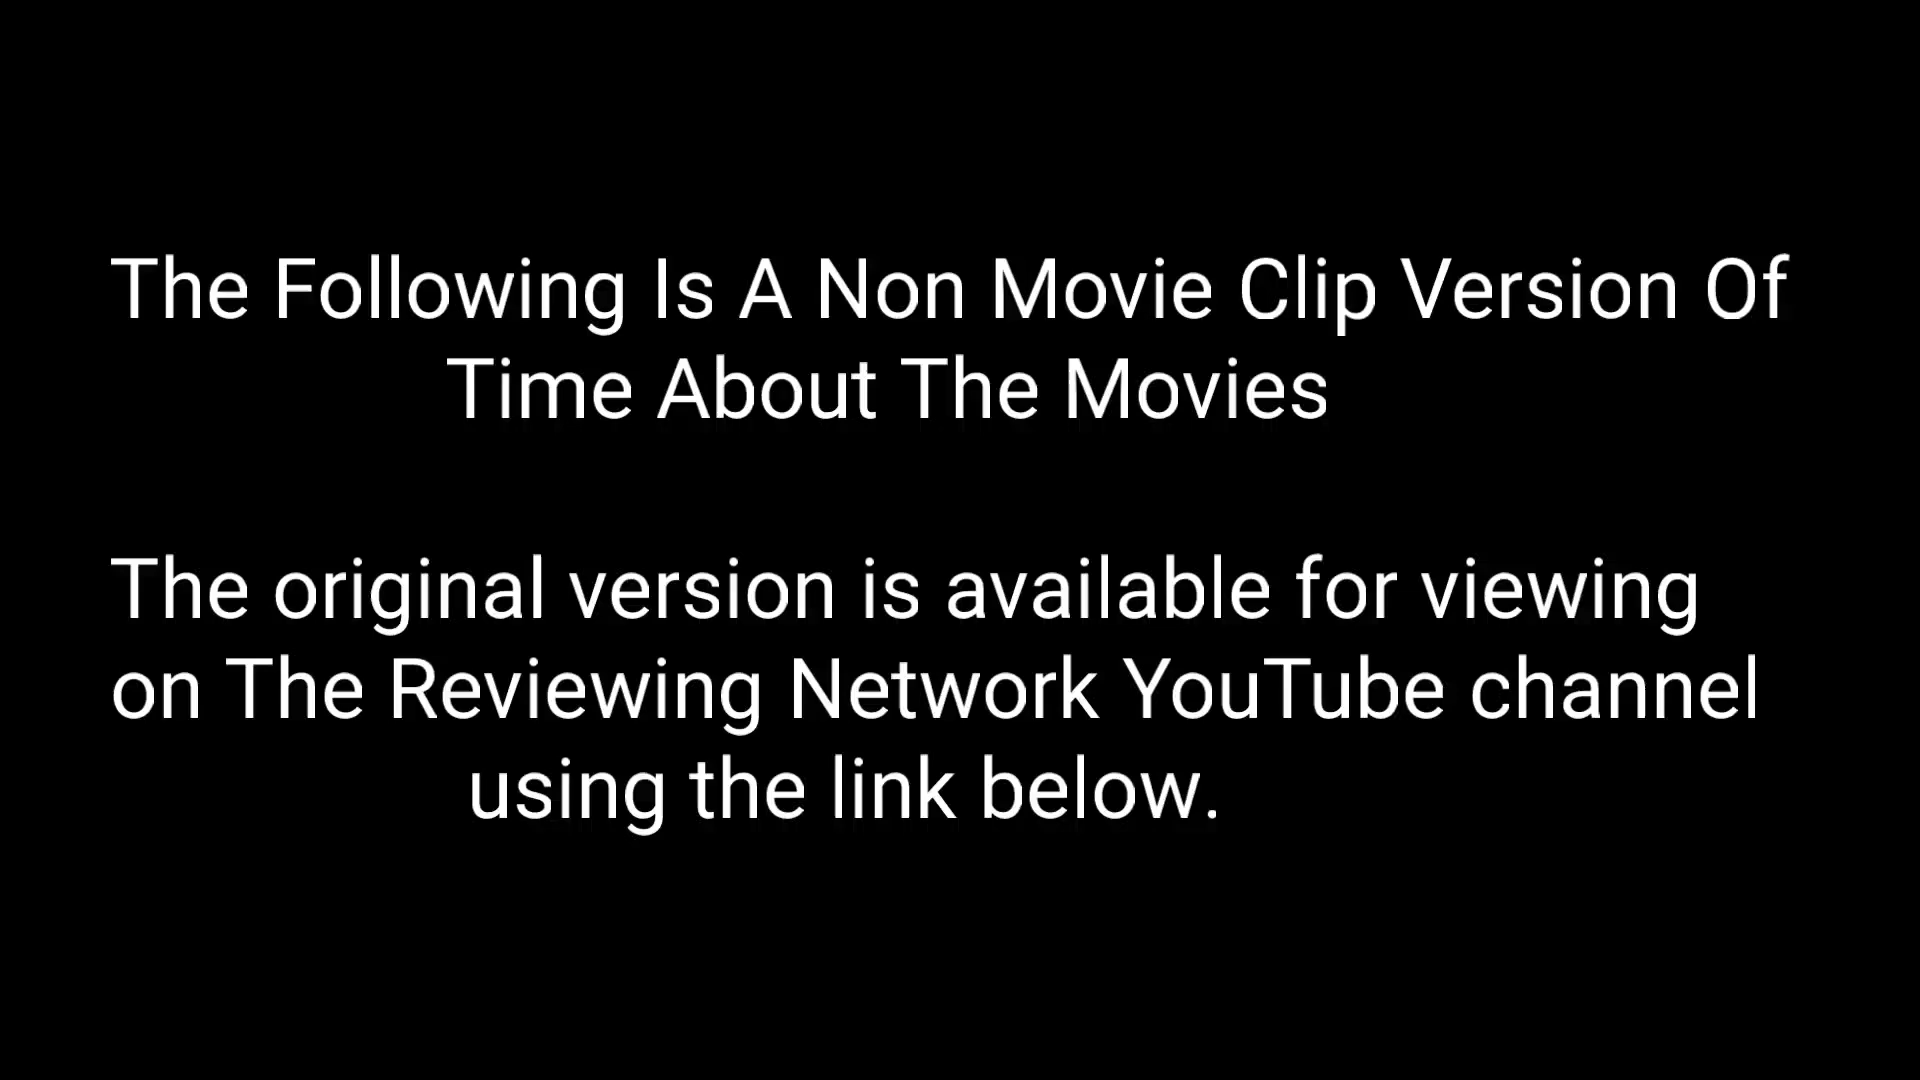 The Following Is A Non Movie Clip Version Of
Time About The Movies
The original version is available for viewing
on The Reviewing Network YouTube channel
using the link below.